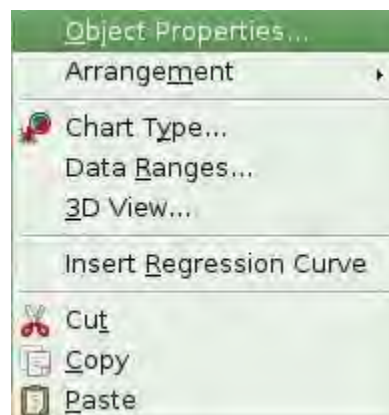 Object Properties...
Arrangement
Chart Type...
Data Ranges...
3D View...
Insert Regression Curve
Cut
Copy
Paste